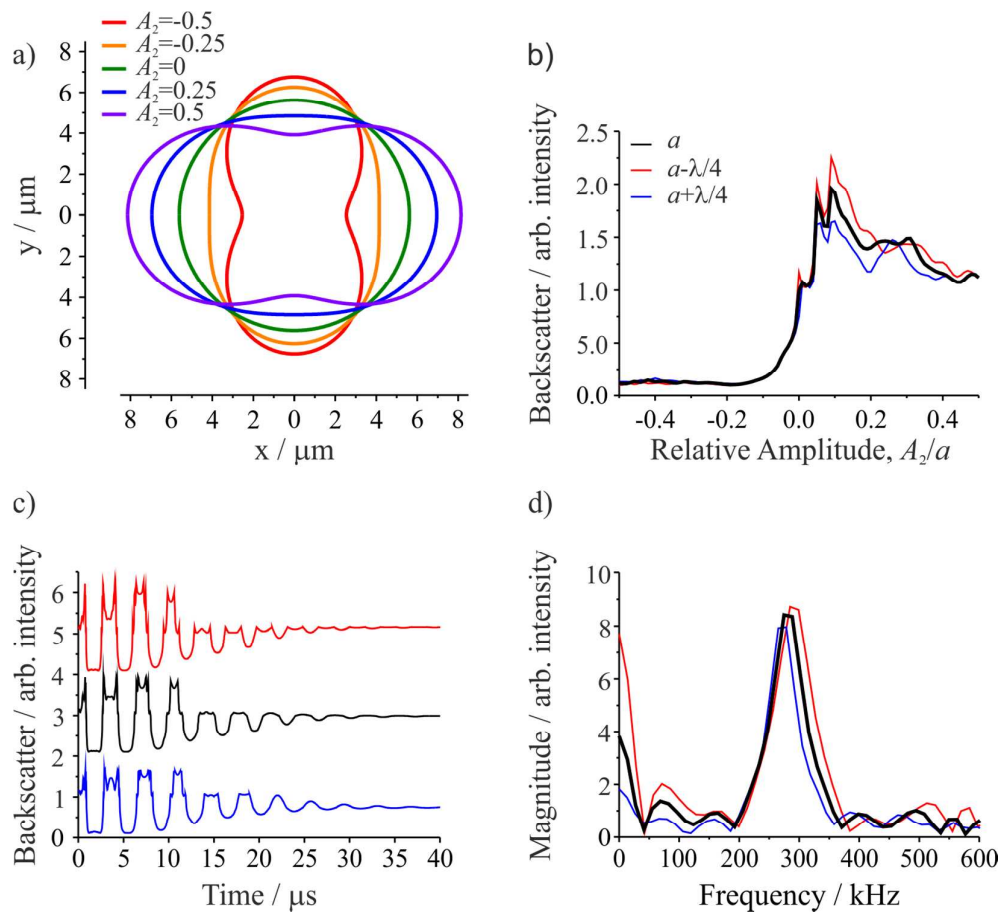 a)
A₂=-0.5
A₂=-0.25
A₂=0
A₂=0.25
A₂=0.5
8
6
4
2
0
2
4
6
8
y / μm
8 6 4 2 0 2 4 6 8
x / μm
b)
a
a-λ/4
a+λ/4
2.5
2.0
1.5
1.0
5.0
0.0
Backscatter / arb. intensity
-0.4 -0.2 0.0 0.2 0.4
Relative Amplitude, A₂/a
c)
6
5
4
3
2
1
0
Backscatter / arb. intensity
0 5 10 15 20 25 30 35 40
Time / μs
d)
10
8
6
4
2
0
Magnitude / arb. intensity
0 100 200 300 400 500 600
Frequency / kHz